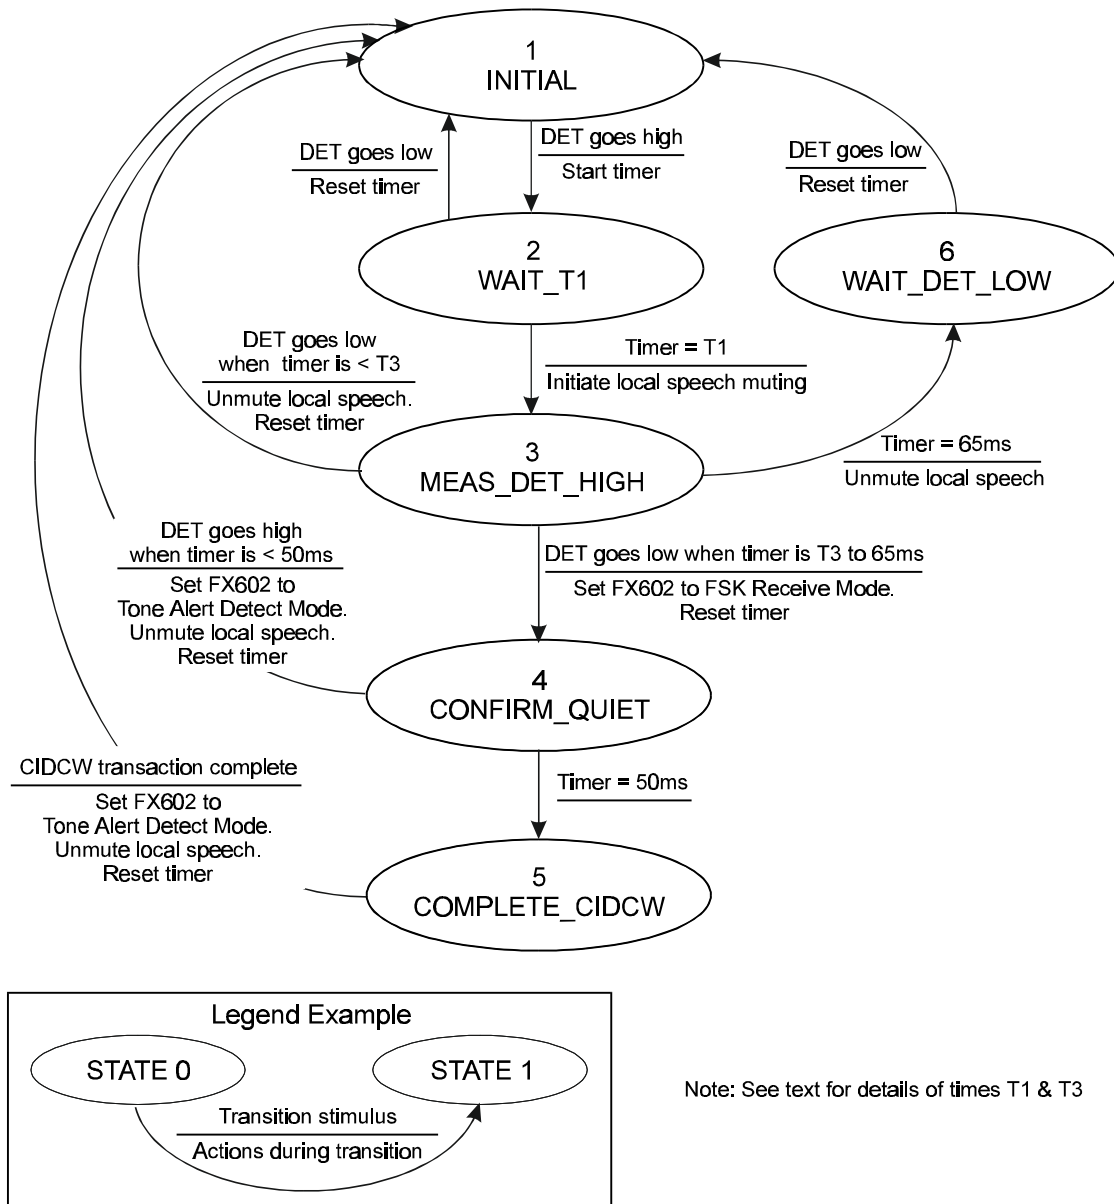 1
INITIAL
DET goes low
Reset timer
DET goes high
Start timer
DET goes low
Reset timer
2
WAIT_T1
6
WAIT_DET_LOW
DET goes low
when timer is < T3
Unmute local speech.
Reset timer
Timer = T1
Initiate local speech muting
3
MEAS_DET_HIGH
Timer = 65ms
Unmute local speech
DET goes high
when timer is < 50ms
Set FX602 to
Tone Alert Detect Mode.
Unmute local speech.
Reset timer
DET goes low when timer is T3 to 65ms
Set FX602 to FSK Receive Mode.
Reset timer
4
CONFIRM_QUIET
CIDCW transaction complete
Set FX602 to
Tone Alert Detect Mode.
Unmute local speech.
Reset timer
Timer = 50ms
5
COMPLETE_CIDCW
Legend Example
STATE 0
STATE 1
Transition stimulus
Actions during transition
Note: See text for details of times T1 & T3